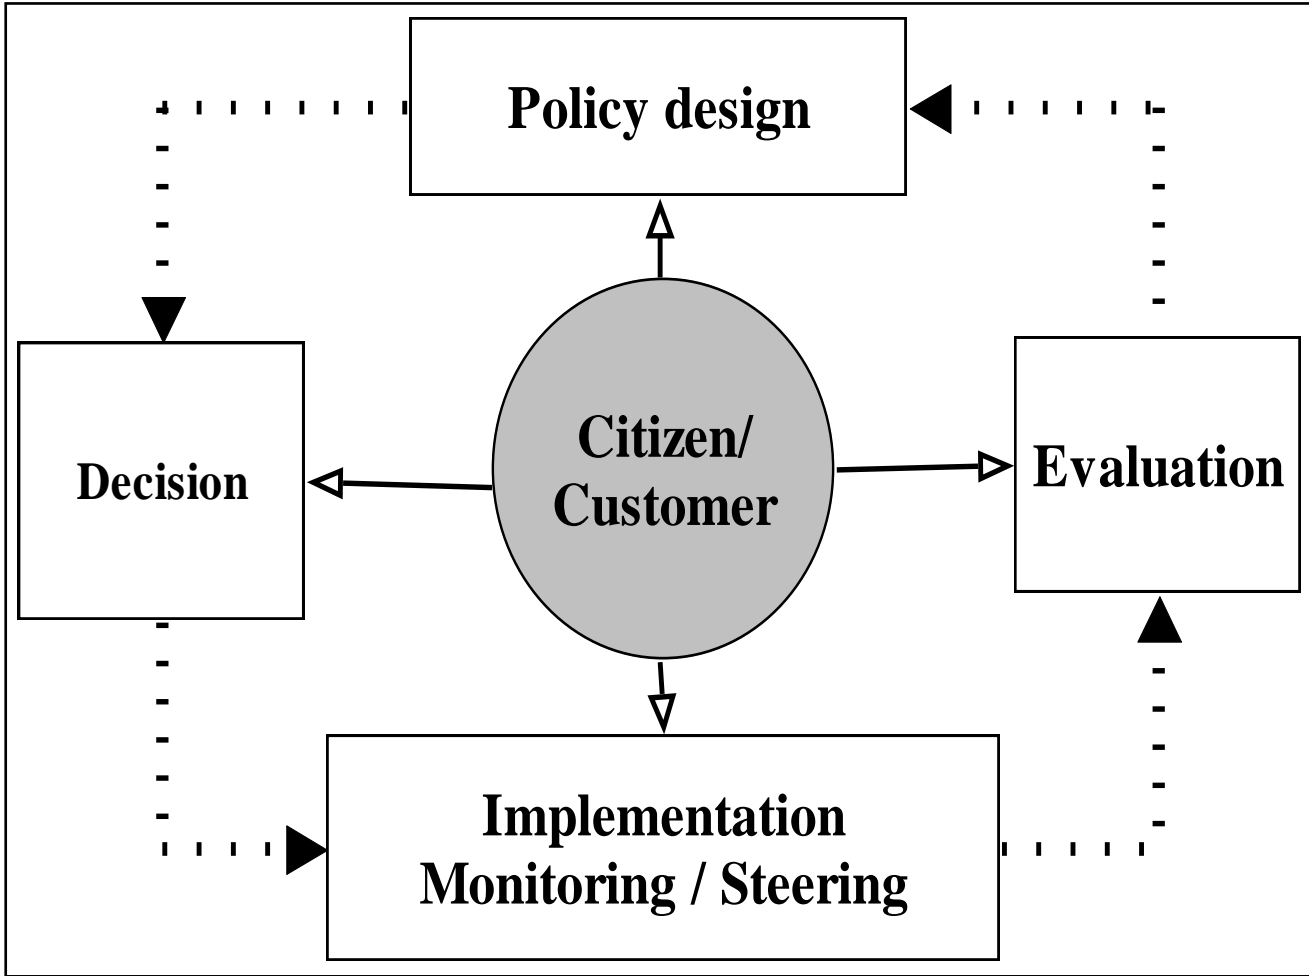 Policy design
Citizen/
Customer
Decision
Evaluation
Implementation
Monitoring / Steering